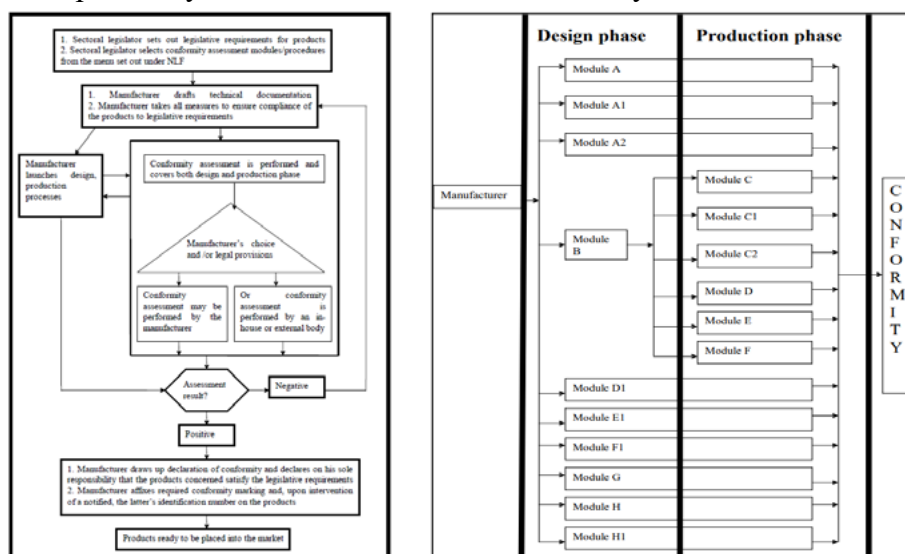 1. Sectoral legislator sets out legislative requirements for products
2. Sectoral legislator selects conformity assessment modules/procedures
from the menu set out under NLF
1. Manufacturer drafts technical documentation
2. Manufacturer takes all measures to ensure compliance of
the products to legislative requirements
Manufacturer
launches design,
production
processes
Conformity assessment is performed and
covers both design and production phase
Manufacturer's choice
and /or legal provisions
Conformity
assessment may be
performed by the
manufacturer
Or conformity
assessment is
performed by an in-
house or external body
Assessment
result?
Negative
Positive
1. Manufacturer draws up declaration of conformity and declares on his sole
responsibility that the products concerned satisfy the legislative requirements
2. Manufacturer affixes required conformity marking and, upon intervention
of a notified, the latter's identification number on the products
Products ready to be placed into the market
Design phase
Production phase
Module A
Module A1
Module A2
Manufacturer
Module
B
Module C
Module C1
Module C2
Module D
Module E
Module F
Module D1
Module E1
Module F1
Module G
Module H
Module H1
C
O
N
F
O
R
M
I
T
Y